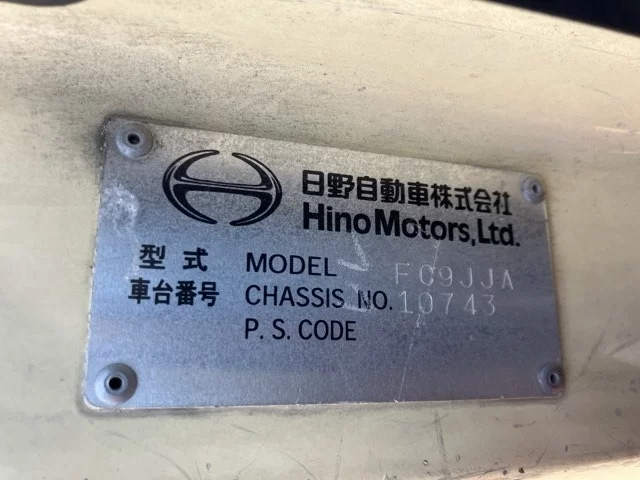 日野自動車株式会社
Hino Motors, Ltd.
型式 MODEL FC9JJA
車台番号 CHASSIS NO. 10743
P. S. CODE